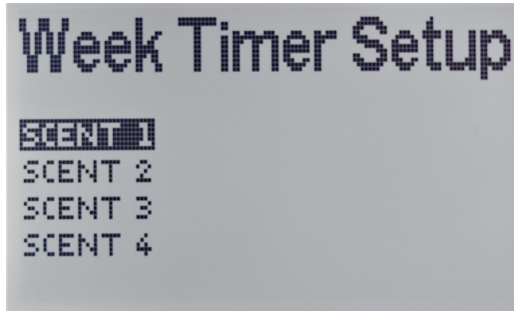 Week Timer Setup
SCENT 1
SCENT 2
SCENT 3
SCENT 4